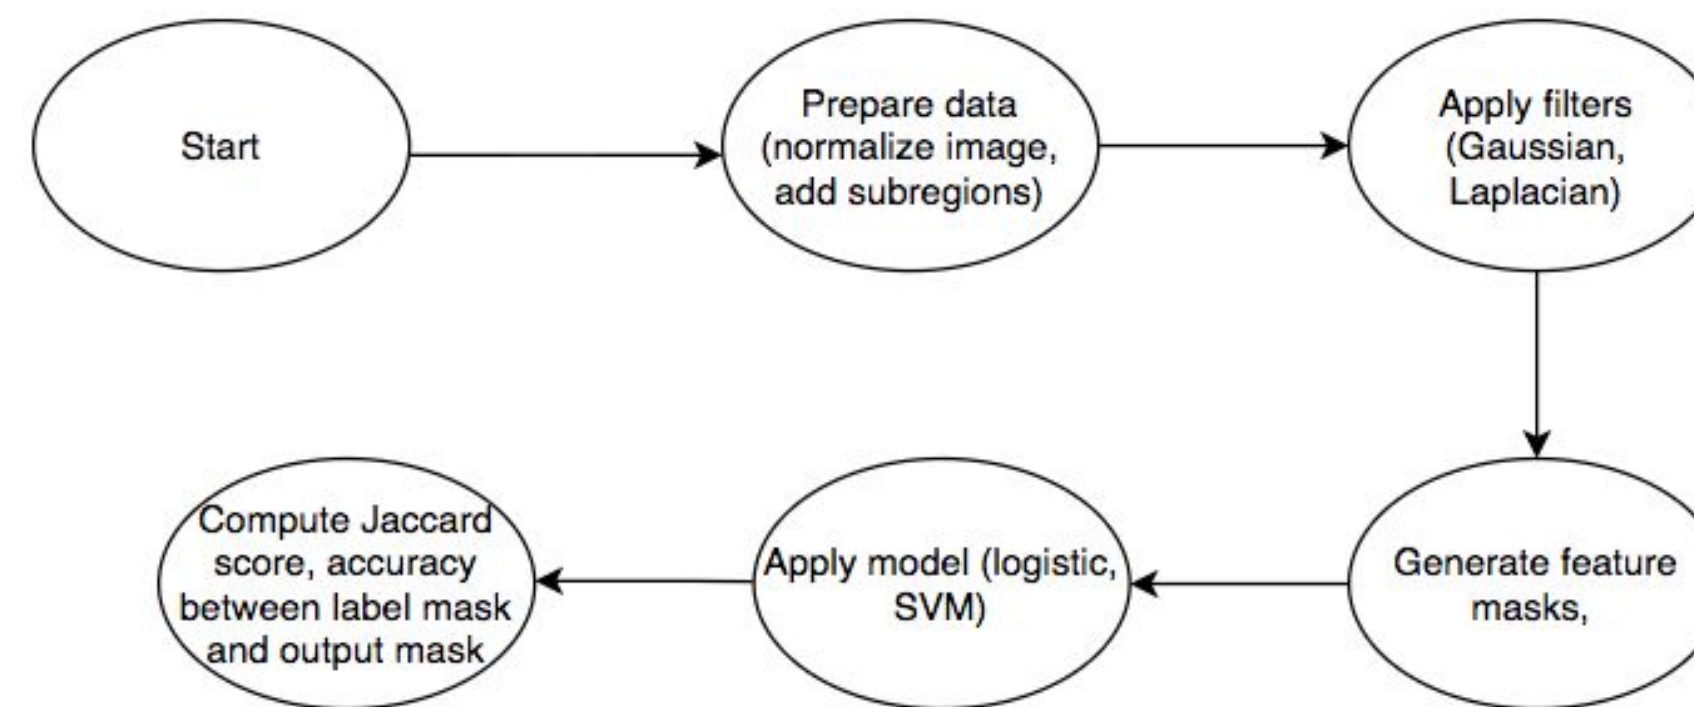 Start
Prepare data
(normalize image,
add subregions)
Apply filters
(Gaussian,
Laplacian)
Generate feature
masks,
Apply model (logistic,
SVM)
Compute Jaccard
score, accuracy
between label mask
and output mask